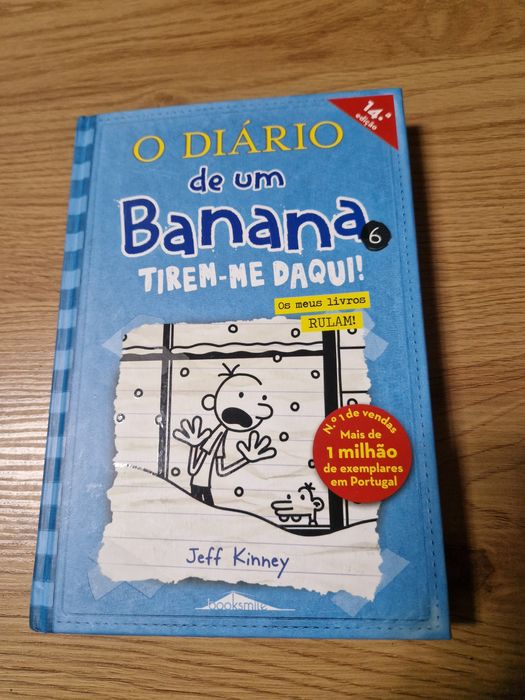 14.ª
edição
O DIÁRIO
de um
Banana
6
TIREM-ME DAQUI!
Os meus livros
RULAM!
N.º 1 de vendas
Mais de
1 milhão
de exemplares
em Portugal
Jeff Kinney
booksmile